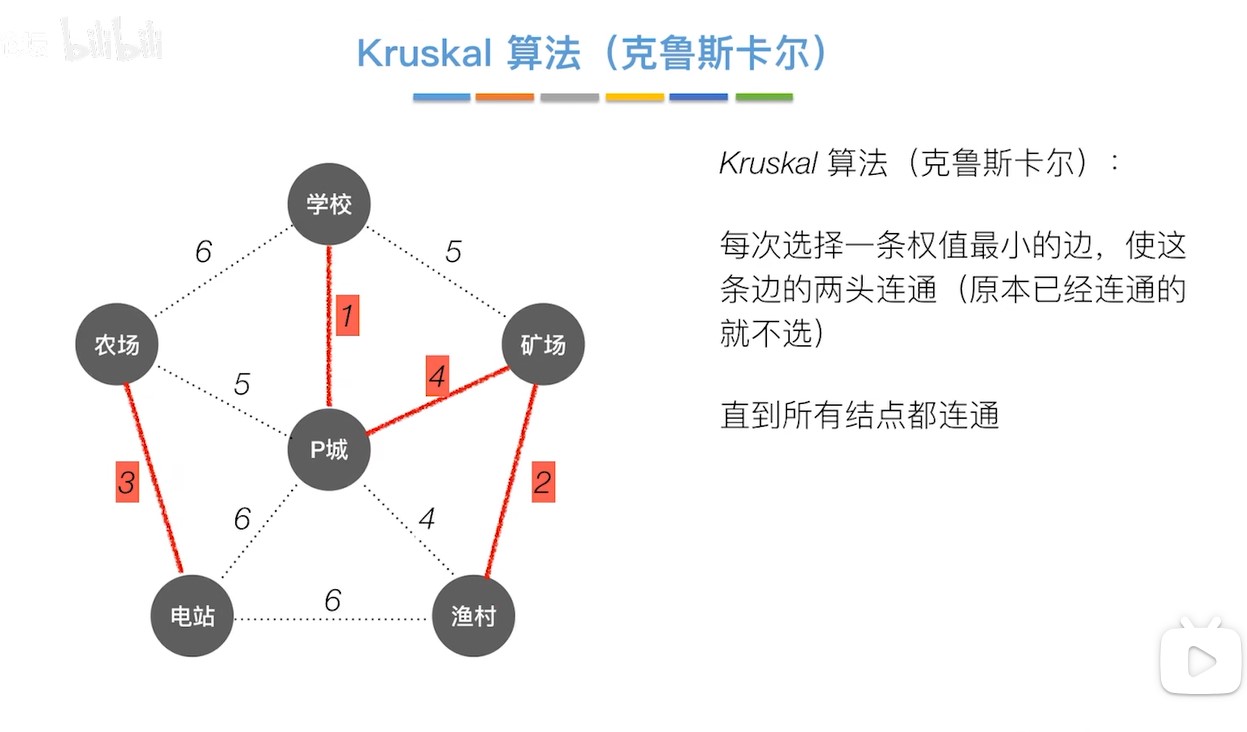 bilibili
Kruskal 算法（克鲁斯卡尔）
学校
6
5
1
农场
矿场
5
4
P城
3
2
6
4
6
电站
渔村
Kruskal 算法（克鲁斯卡尔）：
每次选择一条权值最小的边，使这
条边的两头连通（原本已经连通的
就不选）
直到所有结点都连通